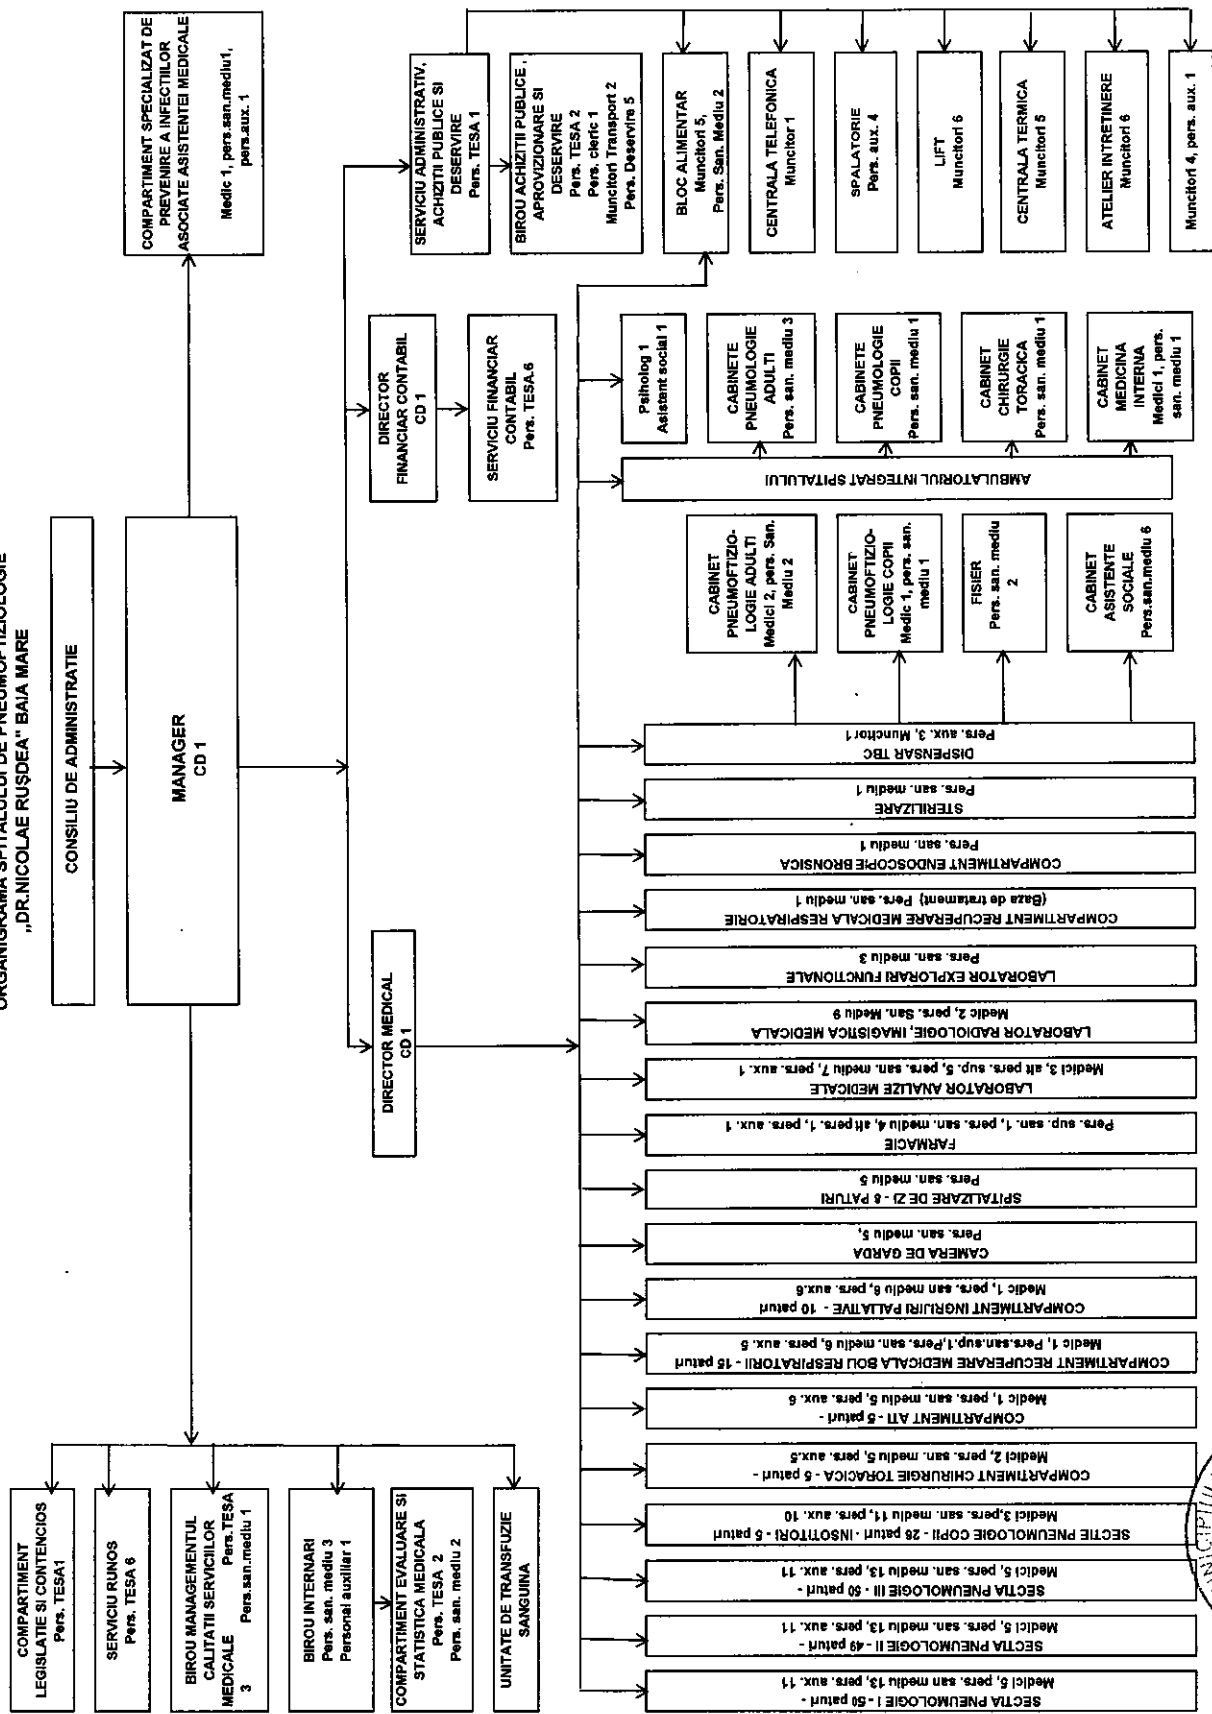 ORGANIGRAMA SPITALULUI DE PNEUMOFTIZIOLOGIE
„DR.NICOLAE RUŞDEA" BAIA MARE
CONSILIU DE ADMINISTRATIE
MANAGER
CD 1
COMPARTIMENT SPECIALIZAT DE
PREVENIRE A INFECTIILOR
ASOCIATE ASISTENTEI MEDICALE
Medic 1, pers.san.mediu1,
pers.aux. 1
COMPARTIMENT
LEGISLATIE SI CONTENCIOS
Pers. TESA1
SERVICIU RUNOS
Pers. TESA 6
BIROU MANAGEMENTUL
CALITATII SERVICIILOR
MEDICALE Pers.TESA
3 Pers.san.mediu 1
BIROU INTERNARI
Pers. san. mediu 3
Personal auxiliar 1
COMPARTIMENT EVALUARE SI
STATISTICA MEDICALA
Pers. TESA 2
Pers. san. mediu 2
UNITATE DE TRANSFUZIE
SANGUINA
DIRECTOR MEDICAL
CD 1
DIRECTOR
FINANCIAR CONTABIL
CD 1
SERVICIU FINANCIAR
CONTABIL
Pers. TESA.6
SERVICIU ADMINISTRATIV,
ACHIZITII PUBLICE SI
DESERVIRE
Pers. TESA 1
BIROU ACHIZITII PUBLICE ,
APROVIZIONARE SI
DESERVIRE
Pers. TESA 2
Pers. cleric 1
Muncitori Transport 2
Pers. Deservire 5
BLOC ALIMENTAR
Muncitori 5,
Pers. San. Mediu 2
CENTRALA TELEFONICA
Muncitor 1
SPALATORIE
Pers. aux. 4
LIFT
Muncitori 6
CENTRALA TERMICA
Muncitori 5
ATELIER INTRETINERE
Muncitori 6
Muncitori 4, pers. aux. 1
SECTIA PNEUMOLOGIE I - 50 paturi -
Medici 5, pers. san mediu 13, pers. aux. 11
SECTIA PNEUMOLOGIE II - 49 paturi -
Medici 5, pers. san mediu 13, pers. aux. 11
SECTIA PNEUMOLOGIE III - 50 paturi -
Medici 5, pers. san. mediu 13, pers. aux. 11
SECTIE PNEUMOLOGIE COPII - 26 paturi - INSOTITORI - 5 paturi
Medici 3,pers. san. mediu 11, pers. aux. 10
COMPARTIMENT CHIRURGIE TORACICA - 5 paturi -
Medici 2, pers. san. mediu 5, pers. aux.5
COMPARTIMENT ATI - 5 paturi -
Medic 1, pers. san. mediu 5, pers. aux. 6
COMPARTIMENT RECUPERARE MEDICALA BOLI RESPIRATORII - 15 paturi
Medic 1, Pers.san.sup.1,Pers. san. mediu 6, pers. aux. 5
COMPARTIMENT INGRIJIRI PALIATIVE - 10 paturi
Medic 1, pers. san mediu 6, pers. aux.6
CAMERA DE GARDA
Pers. san. mediu 5,
SPITALIZARE DE ZI - 8 PATURI
Pers. san. mediu 5
FARMACIE
Pers. sup. san. 1, pers. san. mediu 4, alt pers. 1, pers. aux. 1
LABORATOR ANALIZE MEDICALE
Medici 3, alt pers. sup. 5, pers. san. mediu 7, pers. aux. 1
LABORATOR RADIOLOGIE, IMAGISTICA MEDICALA
Medic 2, pers. San. Mediu 9
LABORATOR EXPLORARI FUNCTIONALE
Pers. san. mediu 3
COMPARTIMENT RECUPERARE MEDICALA RESPIRATORIE
(Baza de tratament) Pers. san. mediu 1
COMPARTIMENT ENDOSCOPIE BRONSICA
Pers. san. mediu 1
STERILIZARE
Pers. san. mediu 1
DISPENSAR TBC
Pers. aux. 3, Muncitor1
CABINET
PNEUMOFTIZIO-
LOGIE ADULTI
Medici 2, pers. San.
Mediu 2
CABINET
PNEUMOFTIZIO-
LOGIE COPII
Medic 1, pers. san.
mediu 1
FISIER
Pers. san. mediu
2
CABINET
ASISTENTE
SOCIALE
Pers.san.mediu 6
AMBULATORIUL INTEGRAT SPITALULUI
Psiholog 1
Asistent social 1
CABINETE
PNEUMOLOGIE
ADULTI
Pers. san. mediu 3
CABINETE
PNEUMOLOGIE
COPII
Pers. san. mediu 1
CABINET
CHIRURGIE
TORACICA
Pers. san. mediu 1
CABINET
MEDICINA
INTERNA
Medici 1, pers.
san. mediu 1